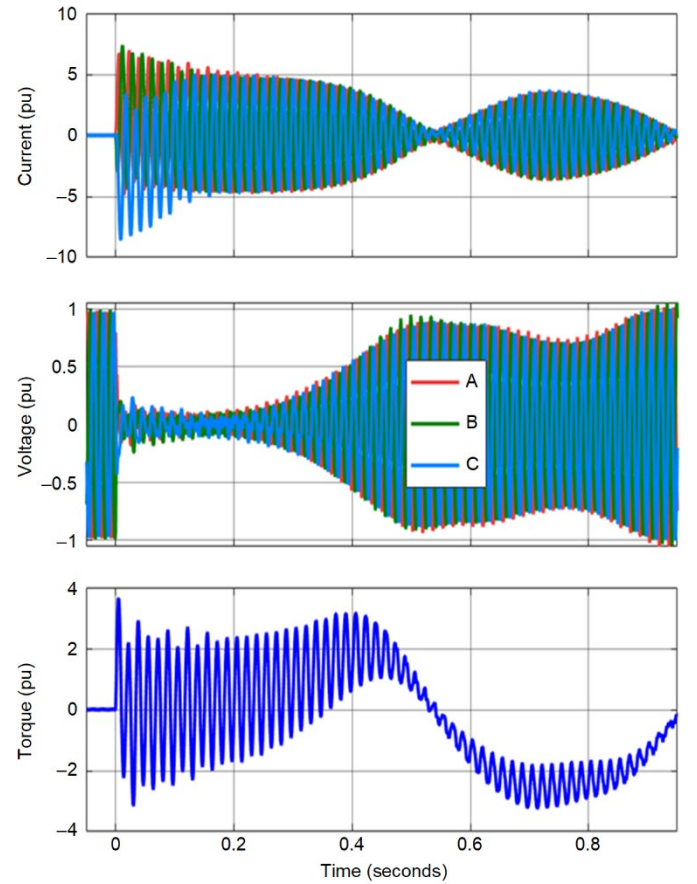 10
5
0
–5
–10
Current (pu)
1
0.5
0
–0.5
–1
Voltage (pu)
A
B
C
4
2
0
–2
–4
Torque (pu)
0
0.2
0.4
0.6
0.8
Time (seconds)